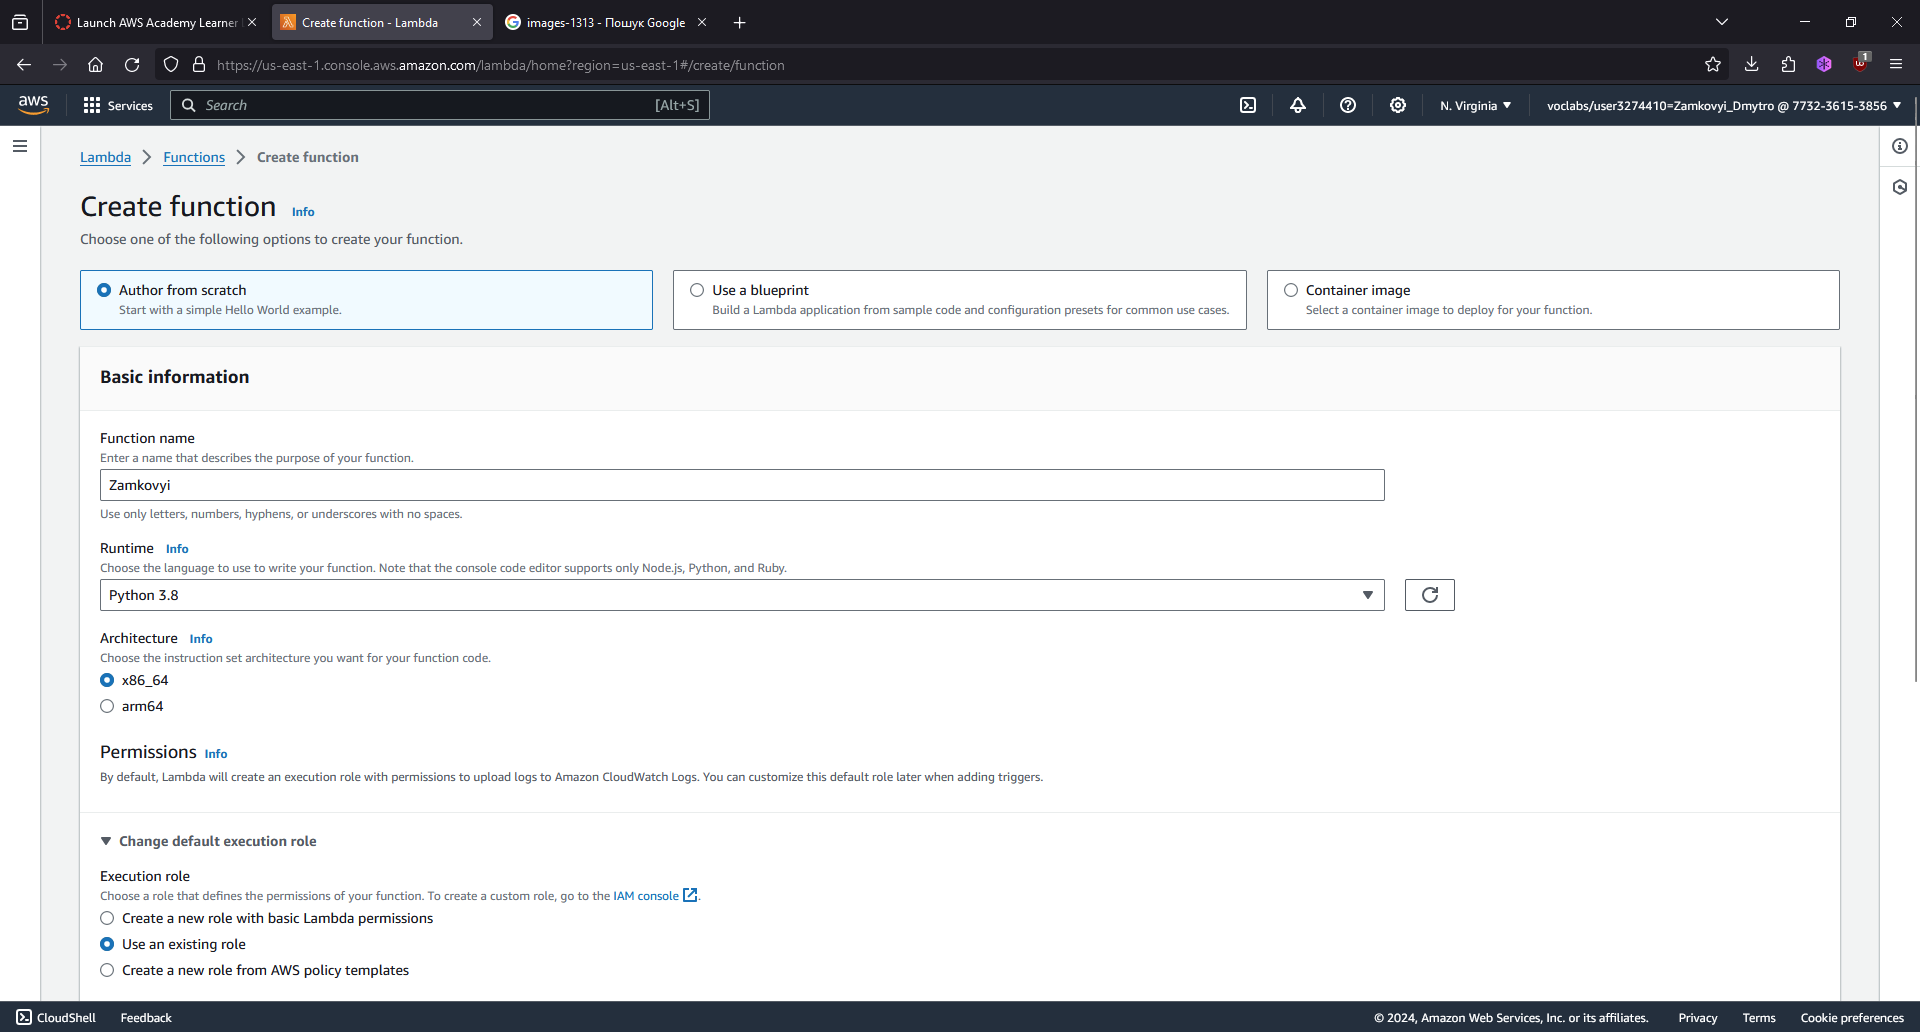 Launch AWS Academy Learner
Create function - Lambda
images-1313 - Пошук Google
https://us-east-1.console.aws.amazon.com/lambda/home?region=us-east-1#/create/function
1
aws
Services
Search
[Alt+S]
N. Virginia
voclabs/user3274410=Zamkovyi_Dmytro @ 7732-3615-3856
Lambda
Functions
Create function
Create function
Info
Choose one of the following options to create your function.
Author from scratch
Start with a simple Hello World example.
Use a blueprint
Build a Lambda application from sample code and configuration presets for common use cases.
Container image
Select a container image to deploy for your function.
Basic information
Function name
Enter a name that describes the purpose of your function.
Zamkovyi
Use only letters, numbers, hyphens, or underscores with no spaces.
Runtime Info
Choose the language to use to write your function. Note that the console code editor supports only Node.js, Python, and Ruby.
Python 3.8
Architecture Info
Choose the instruction set architecture you want for your function code.
x86_64
arm64
Permissions Info
By default, Lambda will create an execution role with permissions to upload logs to Amazon CloudWatch Logs. You can customize this default role later when adding triggers.
Change default execution role
Execution role
Choose a role that defines the permissions of your function. To create a custom role, go to the IAM console.
Create a new role with basic Lambda permissions
Use an existing role
Create a new role from AWS policy templates
CloudShell
Feedback
© 2024, Amazon Web Services, Inc. or its affiliates.
Privacy
Terms
Cookie preferences